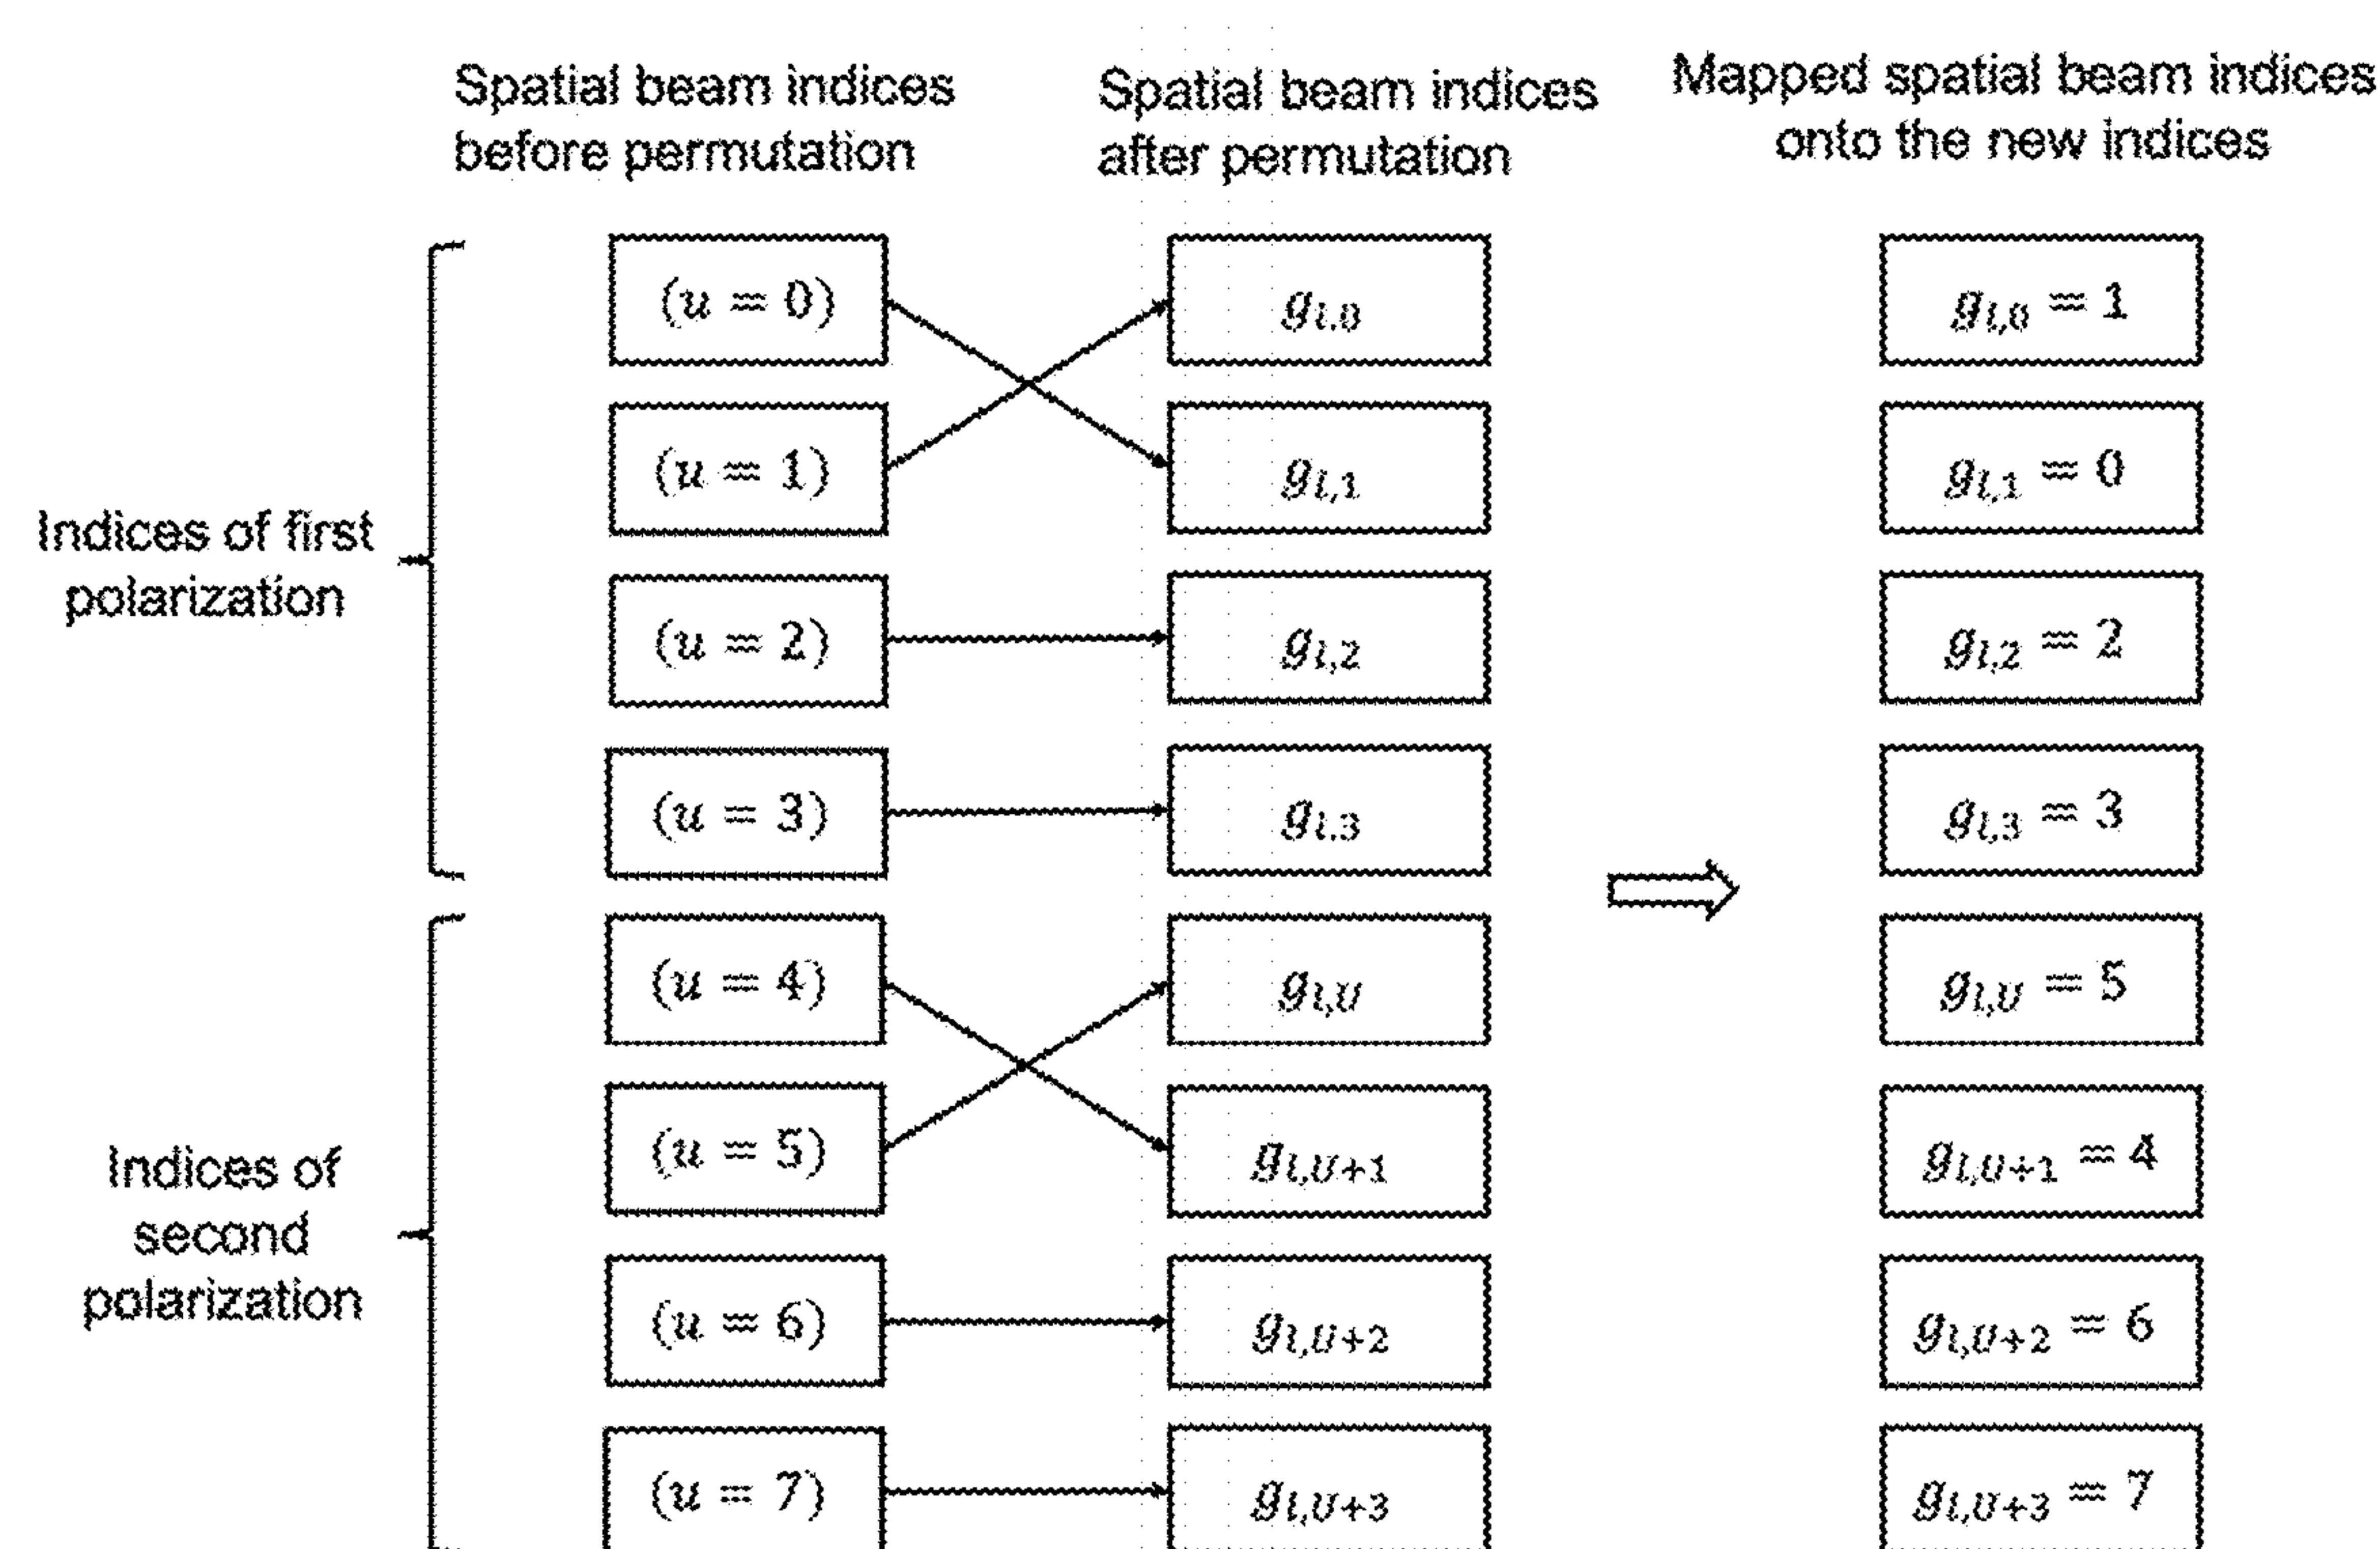 Spatial beam indices
before permutation
Spatial beam indices
after permutation
Mapped spatial beam indices
onto the new indices
Indices of first
polarization
(u = 0)
g_{l,0}
g_{l,0} = 1
(u = 1)
g_{l,1}
g_{l,1} = 0
(u = 2)
g_{l,2}
g_{l,2} = 2
(u = 3)
g_{l,3}
g_{l,3} = 3
Indices of
second
polarization
(u = 4)
g_{l,U}
g_{l,U} = 5
(u = 5)
g_{l,U+1}
g_{l,U+1} = 4
(u = 6)
g_{l,U+2}
g_{l,U+2} = 6
(u = 7)
g_{l,U+3}
g_{l,U+3} = 7